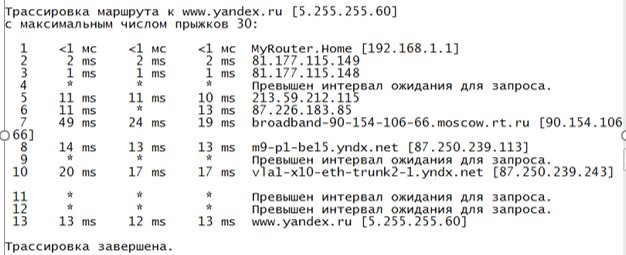 Трассировка маршрута к www.yandex.ru [5.255.255.60]
с максимальным числом прыжков 30:
1 <1 мс <1 мс <1 мс MyRouter.Home [192.168.1.1]
2 2 ms 2 ms 2 ms 81.177.115.149
3 1 ms 1 ms 1 ms 81.177.115.148
4 * * * Превышен интервал ожидания для запроса.
5 11 ms 11 ms 10 ms 213.59.212.115
6 11 ms * 13 ms 87.226.183.85
7 49 ms 24 ms 19 ms broadband-90-154-106-66.moscow.rt.ru [90.154.106
66]
8 14 ms 13 ms 13 ms m9-p1-be15.yndx.net [87.250.239.113]
9 * * * Превышен интервал ожидания для запроса.
10 20 ms 17 ms 17 ms vla1-x10-eth-trunk2-1.yndx.net [87.250.239.243]
11 * * * Превышен интервал ожидания для запроса.
12 * * * Превышен интервал ожидания для запроса.
13 13 ms 12 ms 13 ms www.yandex.ru [5.255.255.60]
Трассировка завершена.